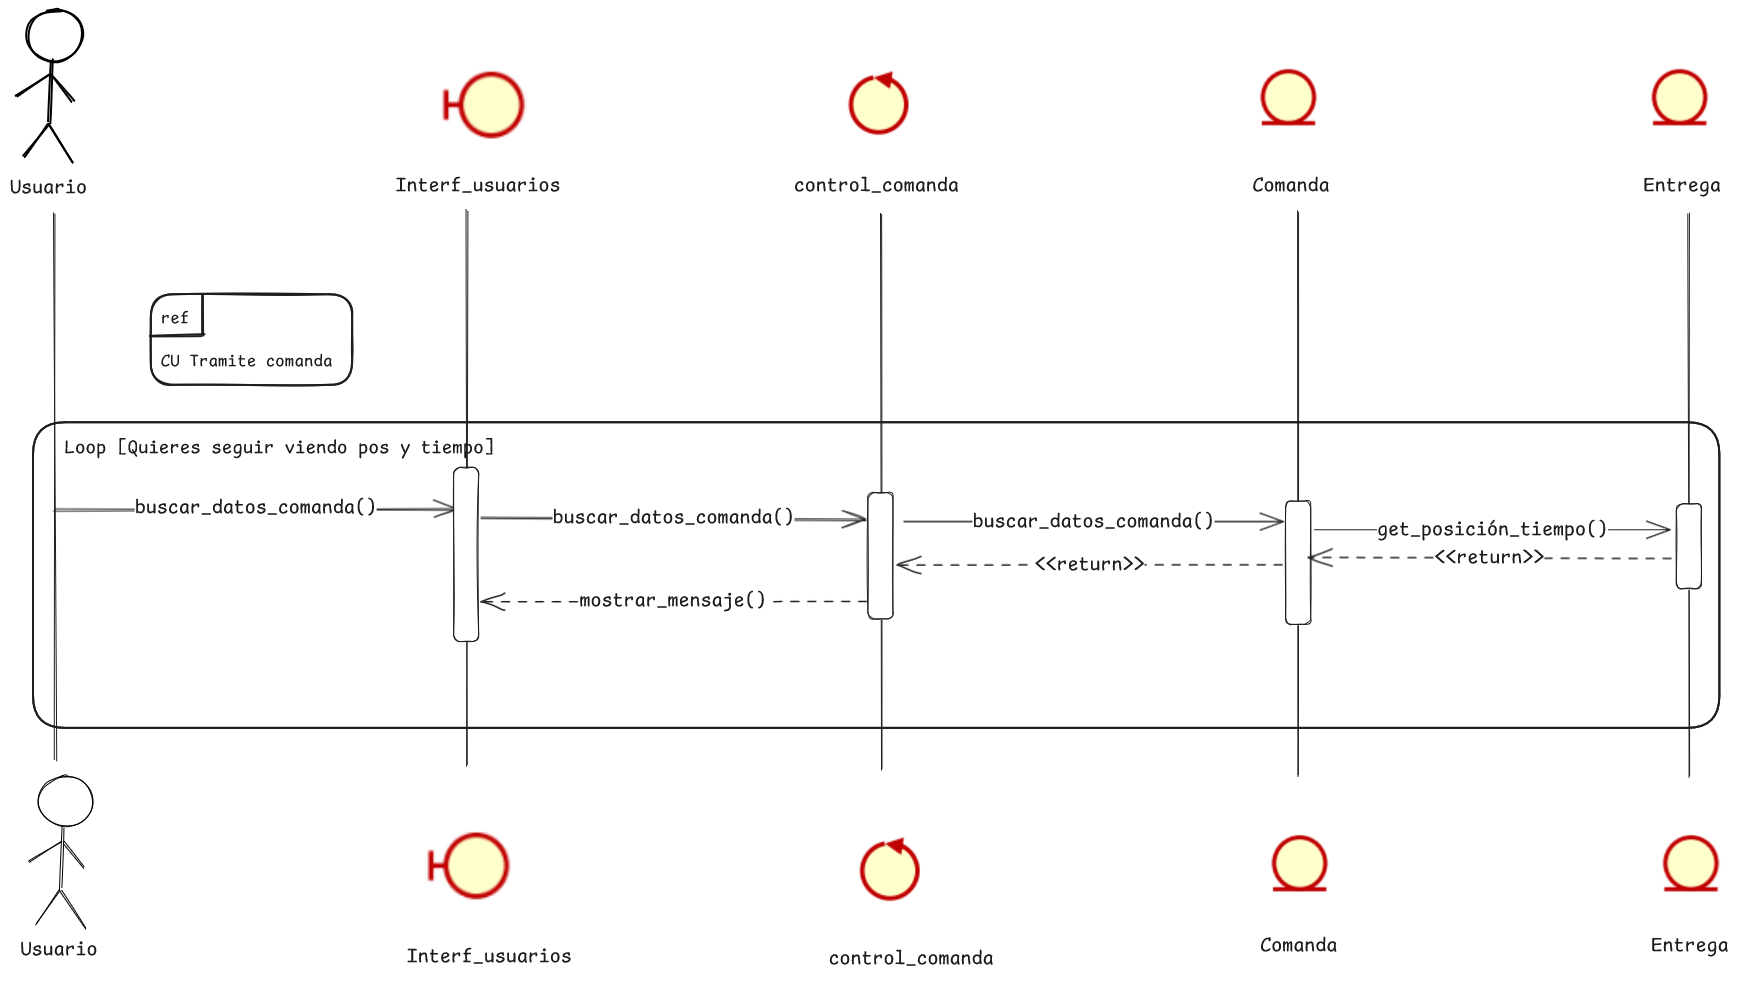 Usuario
Interf_usuarios
control_comanda
Comanda
Entrega
ref
CU Tramite comanda
Loop [Quieres seguir viendo pos y tiempo]
buscar_datos_comanda()
buscar_datos_comanda()
buscar_datos_comanda()
get_posición_tiempo()
<<return>>
<<return>>
mostrar_mensaje()
Usuario
Interf_usuarios
control_comanda
Comanda
Entrega